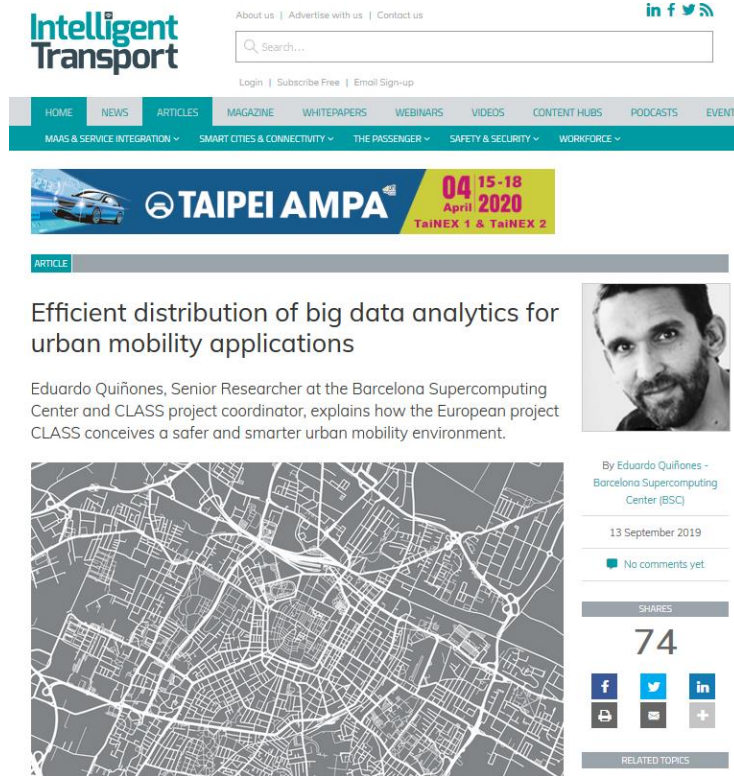 Intelligent
Transport
About us | Advertise with us | Contact us
Search...
Login | Subscribe Free | Email Sign-up
HOME NEWS ARTICLES MAGAZINE WHITEPAPERS WEBINARS VIDEOS CONTENT HUBS PODCASTS EVENT
MAAS & SERVICE INTEGRATION SMART CITIES & CONNECTIVITY THE PASSENGER SAFETY & SECURITY WORKFORCE
TAIPEI AMPA
04 15-18
April 2020
TaiNEX 1 & TaiNEX 2
ARTICLE
Efficient distribution of big data analytics for
urban mobility applications
Eduardo Quiñones, Senior Researcher at the Barcelona Supercomputing
Center and CLASS project coordinator, explains how the European project
CLASS conceives a safer and smarter urban mobility environment.
By Eduardo Quiñones -
Barcelona Supercomputing
Center (BSC)
13 September 2019
No comments yet
SHARES
74
RELATED TOPICS